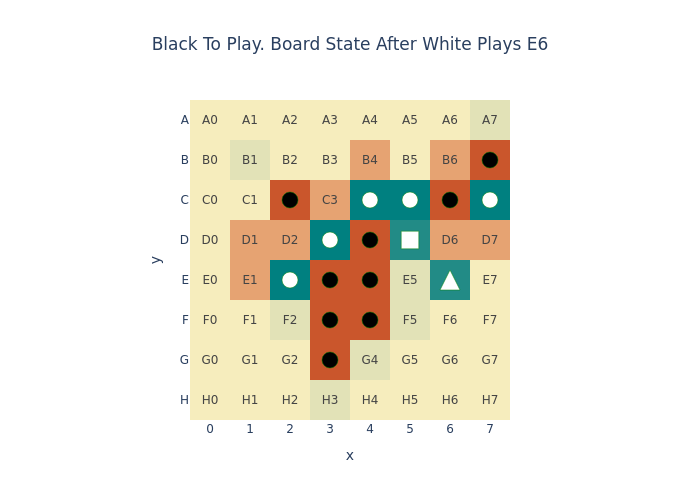 Black To Play. Board State After White Plays E6
A A0 A1 A2 A3 A4 A5 A6 A7
B B0 B1 B2 B3 B4 B5 B6
C C0 C1 C3
D D0 D1 D2 D6 D7
E E0 E1 E5 E7
F F0 F1 F2 F5 F6 F7
G G0 G1 G2 G4 G5 G6 G7
H H0 H1 H2 H3 H4 H5 H6 H7
0 1 2 3 4 5 6 7
x
y